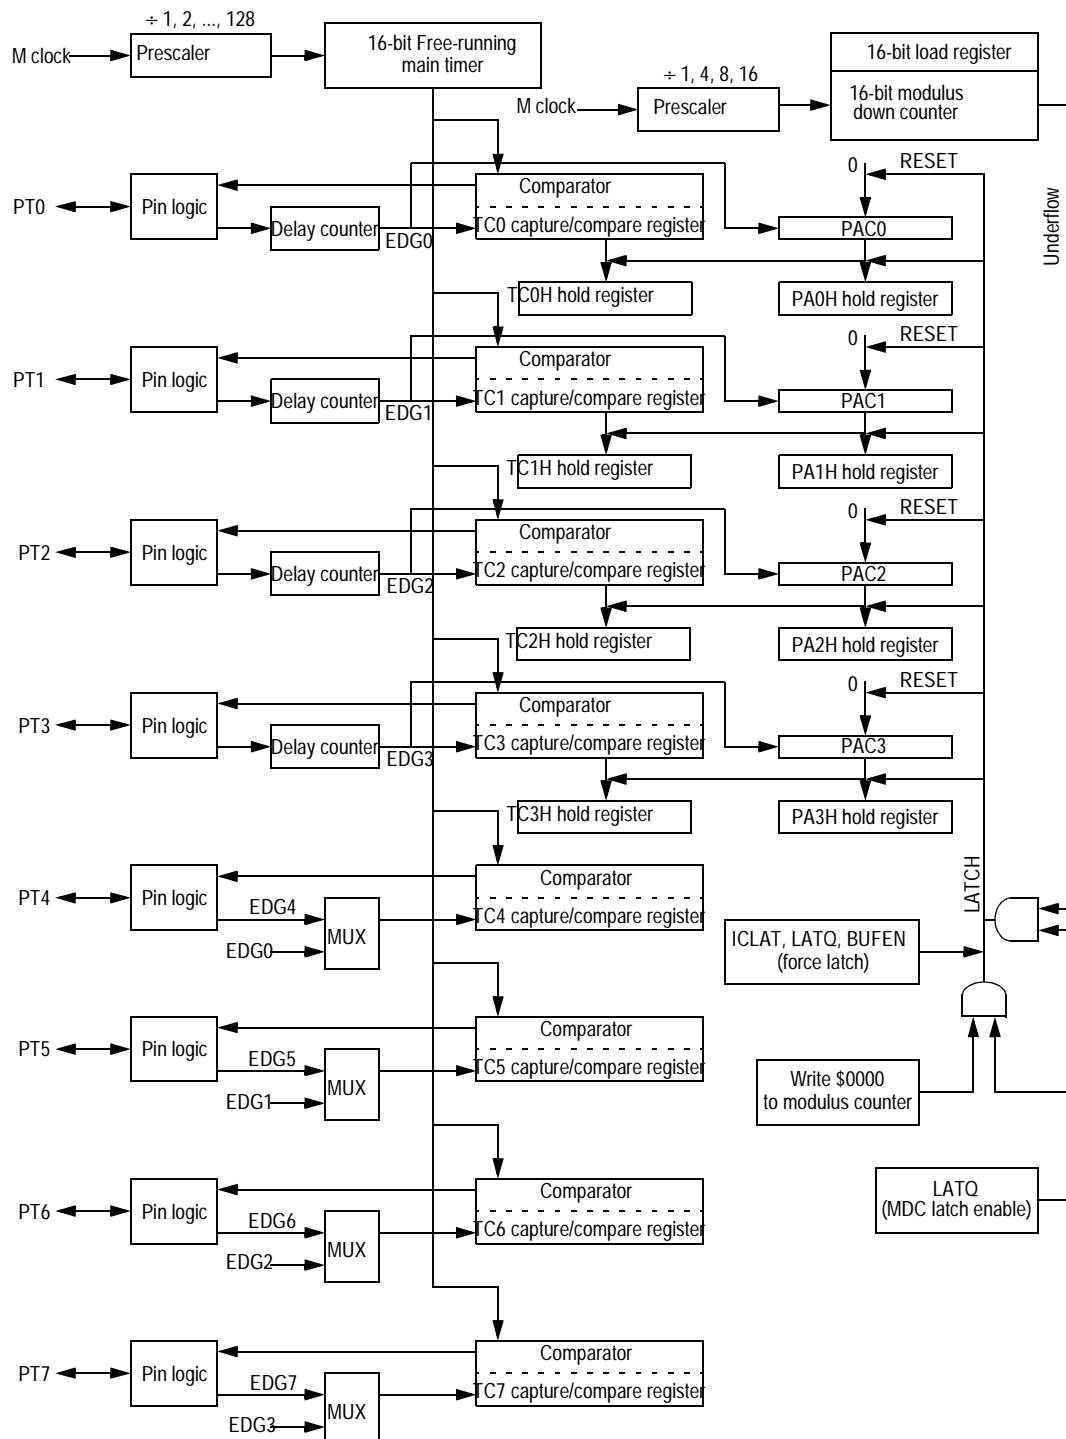 ÷ 1, 2, ..., 128
M clock
Prescaler
16-bit Free-running
main timer
÷ 1, 4, 8, 16
M clock
Prescaler
16-bit load register
16-bit modulus
down counter
Underflow
PT0
Pin logic
Delay counter
EDG0
Comparator
TC0 capture/compare register
TC0H hold register
0
RESET
PAC0
PA0H hold register
PT1
Pin logic
Delay counter
EDG1
Comparator
TC1 capture/compare register
TC1H hold register
0
RESET
PAC1
PA1H hold register
PT2
Pin logic
Delay counter
EDG2
Comparator
TC2 capture/compare register
TC2H hold register
0
RESET
PAC2
PA2H hold register
PT3
Pin logic
Delay counter
EDG3
Comparator
TC3 capture/compare register
TC3H hold register
0
RESET
PAC3
PA3H hold register
PT4
Pin logic
EDG4
EDG0
MUX
Comparator
TC4 capture/compare register
LATCH
ICLAT, LATQ, BUFEN
(force latch)
PT5
Pin logic
EDG5
EDG1
MUX
Comparator
TC5 capture/compare register
Write $0000
to modulus counter
PT6
Pin logic
EDG6
EDG2
MUX
Comparator
TC6 capture/compare register
LATQ
(MDC latch enable)
PT7
Pin logic
EDG7
EDG3
MUX
Comparator
TC7 capture/compare register